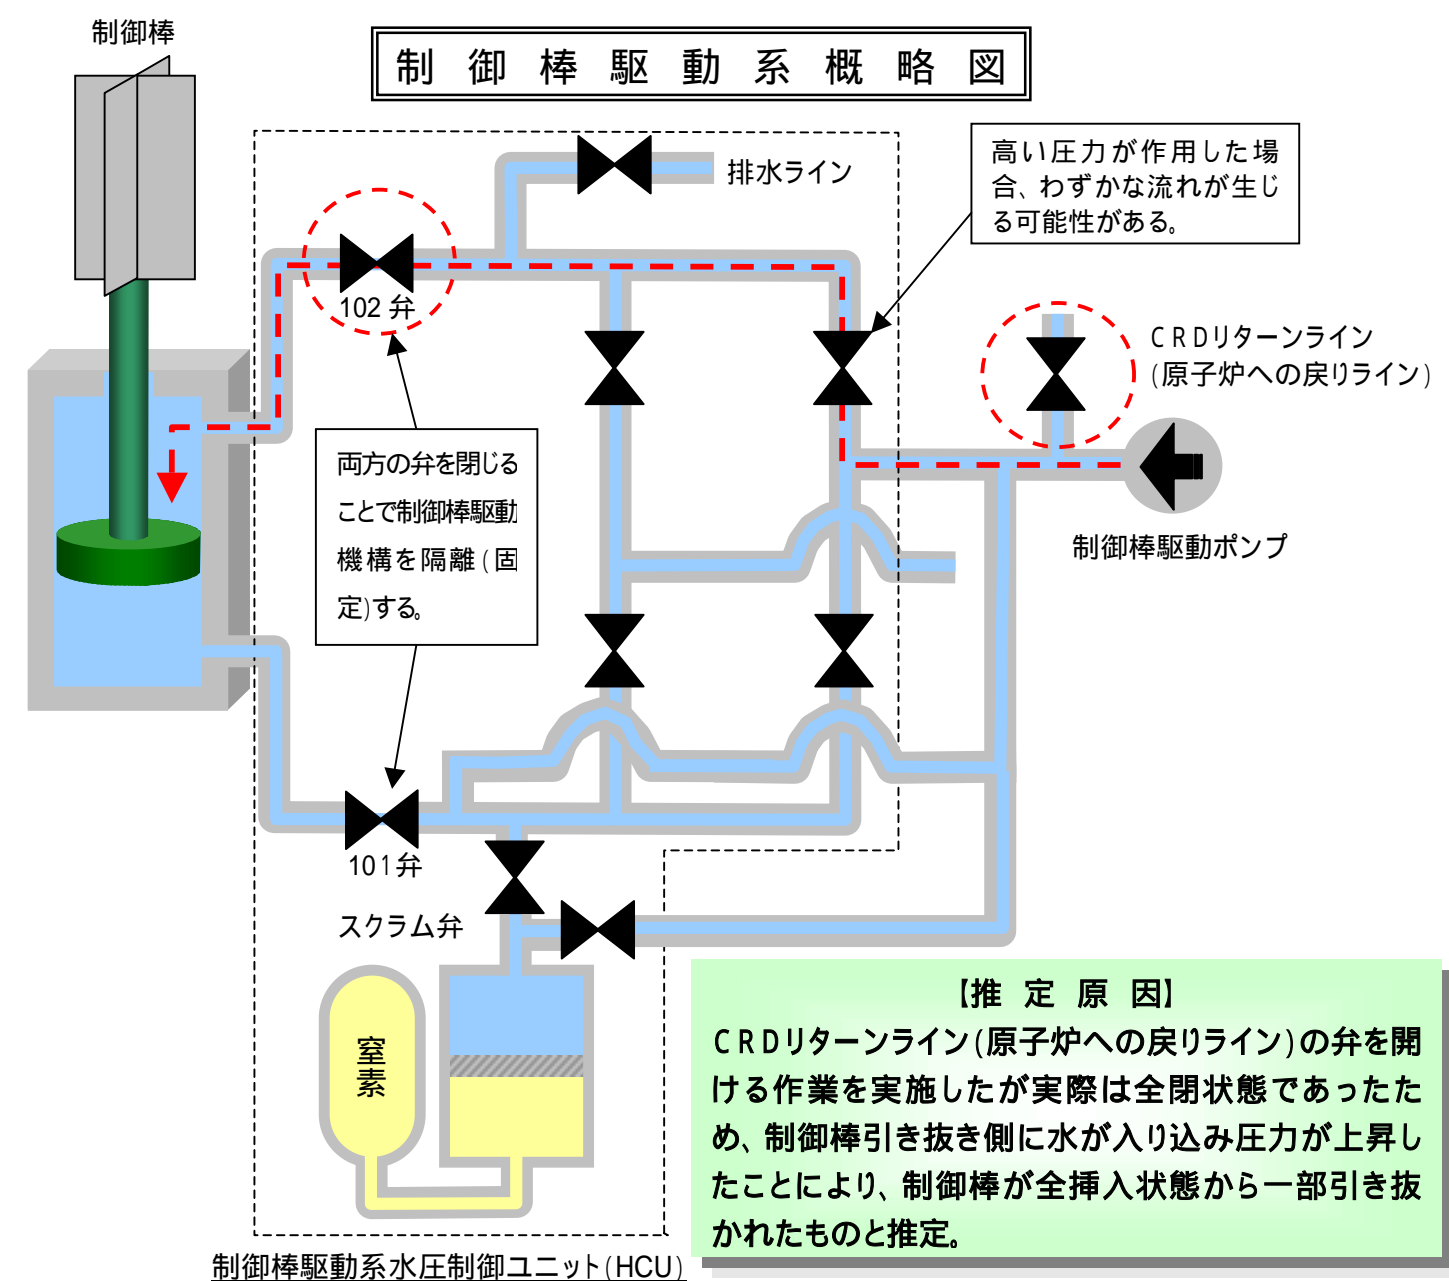 制御棒
制御棒駆動系概略図
高い圧力が作用した場
合、わずかな流れが生じ
る可能性がある。
排水ライン
102 弁
CRDリターンライン
(原子炉への戻りライン)
両方の弁を閉じる
ことで制御棒駆動
機構を隔離(固
定)する。
制御棒駆動ポンプ
101弁
スクラム弁
窒素
【推定原因】
CRDリターンライン(原子炉への戻りライン)の弁を開
ける作業を実施したが実際は全閉状態であったた
め、制御棒引き抜き側に水が入り込み圧力が上昇し
たことにより、制御棒が全挿入状態から一部引き抜
かれたものと推定。
制御棒駆動系水圧制御ユニット(HCU)